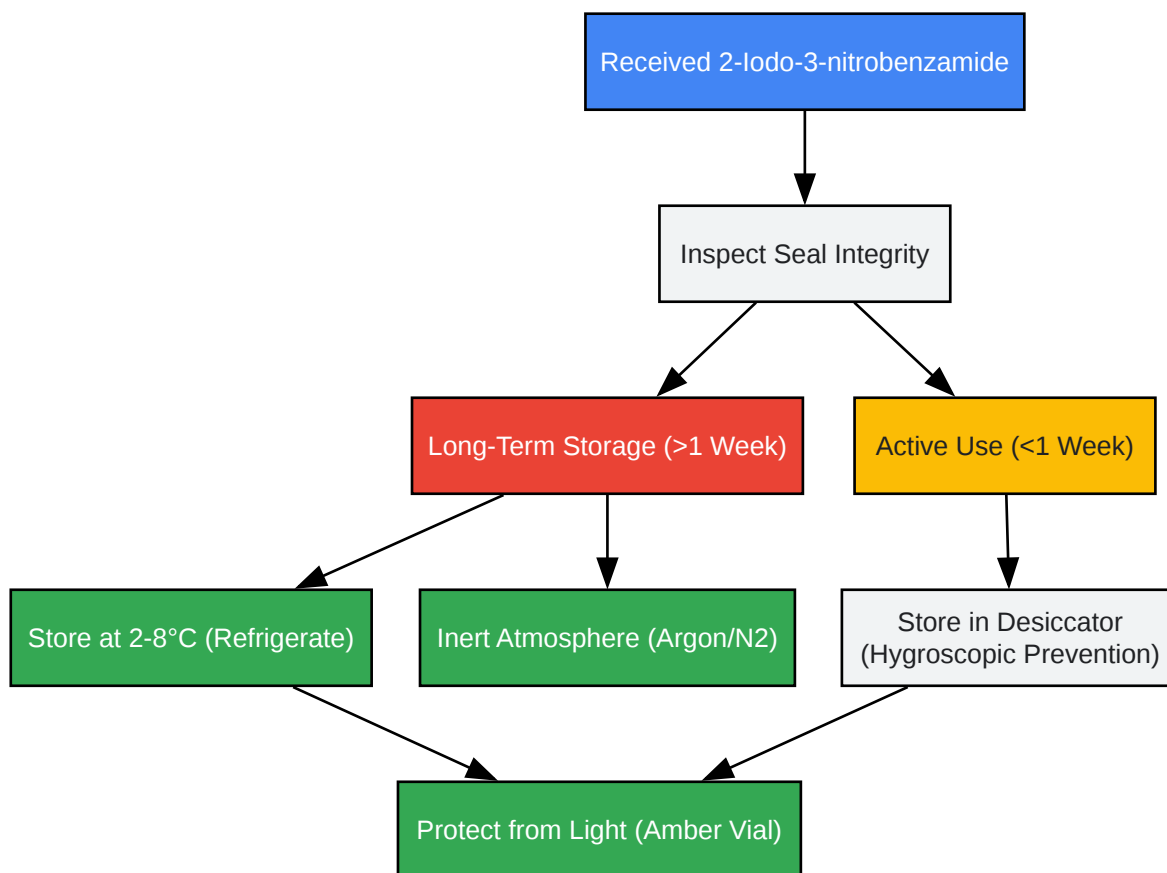 Received 2-Iodo-3-nitrobenzamide
Inspect Seal Integrity
Long-Term Storage (>1 Week)
Active Use (<1 Week)
Store at 2-8°C (Refrigerate)
Inert Atmosphere (Argon/N2)
Store in Desiccator
(Hygroscopic Prevention)
Protect from Light (Amber Vial)